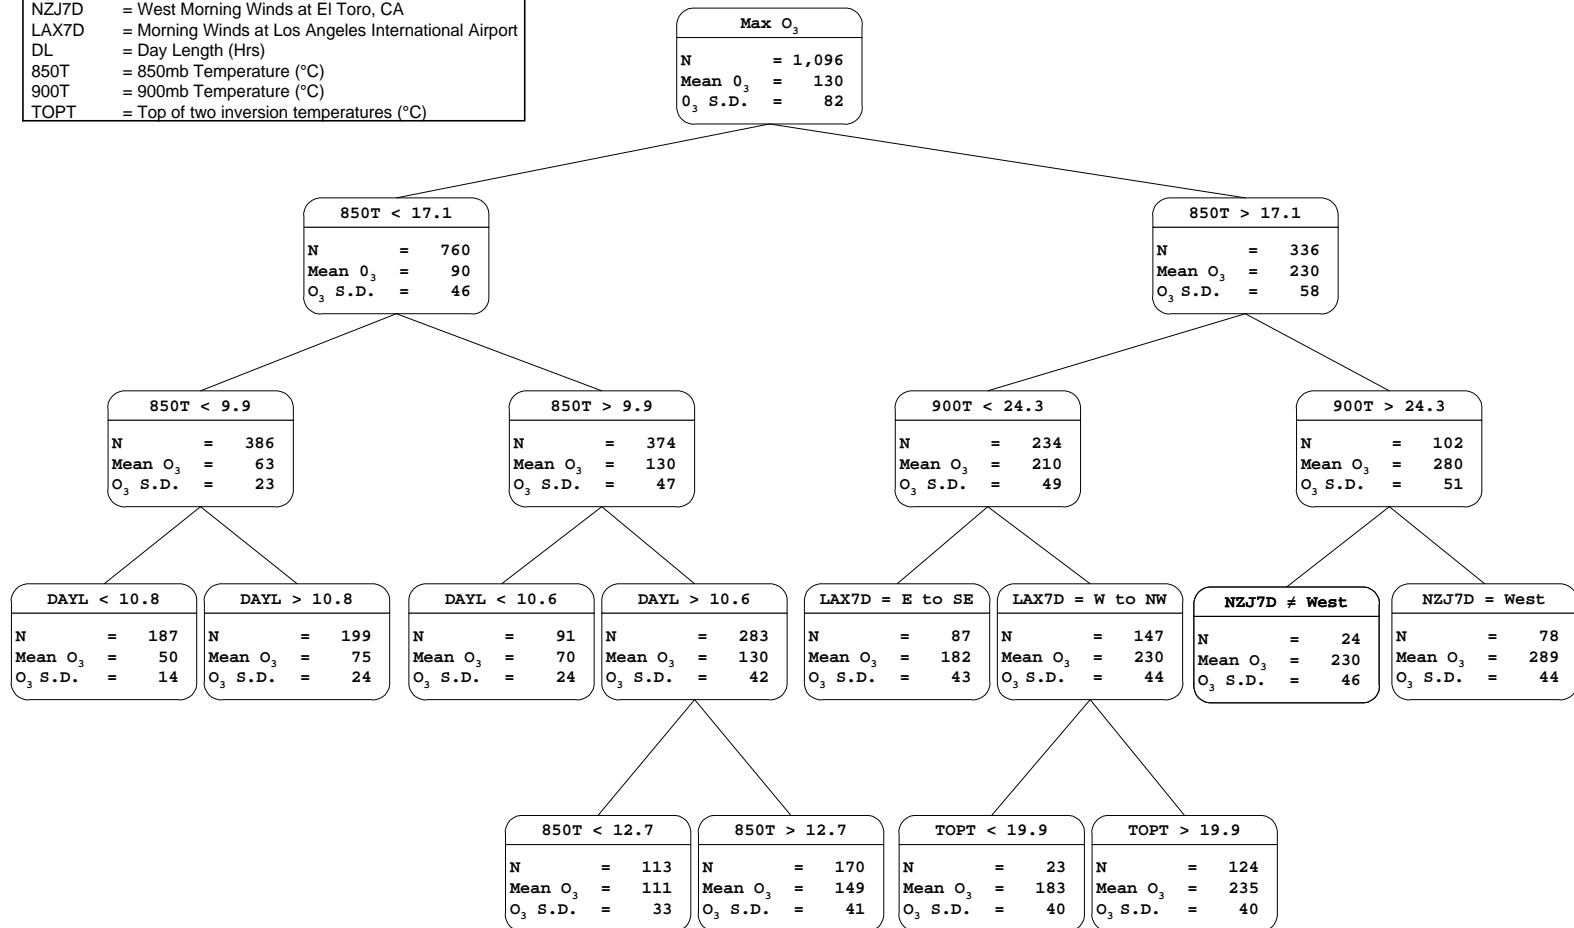 NZJ7D = West Morning Winds at El Toro, CA
LAX7D = Morning Winds at Los Angeles International Airport
DL = Day Length (Hrs)
850T = 850mb Temperature (°C)
900T = 900mb Temperature (°C)
TOPT = Top of two inversion temperatures (°C)
Max O₃
N = 1,096
Mean 0₃ = 130
0₃ S.D. = 82
850T < 17.1
N = 760
Mean 0₃ = 90
O₃ S.D. = 46
850T > 17.1
N = 336
Mean O₃ = 230
O₃ S.D. = 58
850T < 9.9
N = 386
Mean O₃ = 63
O₃ S.D. = 23
850T > 9.9
N = 374
Mean O₃ = 130
O₃ S.D. = 47
900T < 24.3
N = 234
Mean O₃ = 210
O₃ S.D. = 49
900T > 24.3
N = 102
Mean O₃ = 280
O₃ S.D. = 51
DAYL < 10.8
N = 187
Mean O₃ = 50
O₃ S.D. = 14
DAYL > 10.8
N = 199
Mean O₃ = 75
O₃ S.D. = 24
DAYL < 10.6
N = 91
Mean O₃ = 70
O₃ S.D. = 24
DAYL > 10.6
N = 283
Mean O₃ = 130
O₃ S.D. = 42
LAX7D = E to SE
N = 87
Mean O₃ = 182
O₃ S.D. = 43
LAX7D = W to NW
N = 147
Mean O₃ = 230
O₃ S.D. = 44
NZJ7D ≠ West
N = 24
Mean O₃ = 230
O₃ S.D. = 46
NZJ7D = West
N = 78
Mean O₃ = 289
O₃ S.D. = 44
850T < 12.7
N = 113
Mean O₃ = 111
O₃ S.D. = 33
850T > 12.7
N = 170
Mean O₃ = 149
O₃ S.D. = 41
TOPT < 19.9
N = 23
Mean O₃ = 183
O₃ S.D. = 40
TOPT > 19.9
N = 124
Mean O₃ = 235
O₃ S.D. = 40